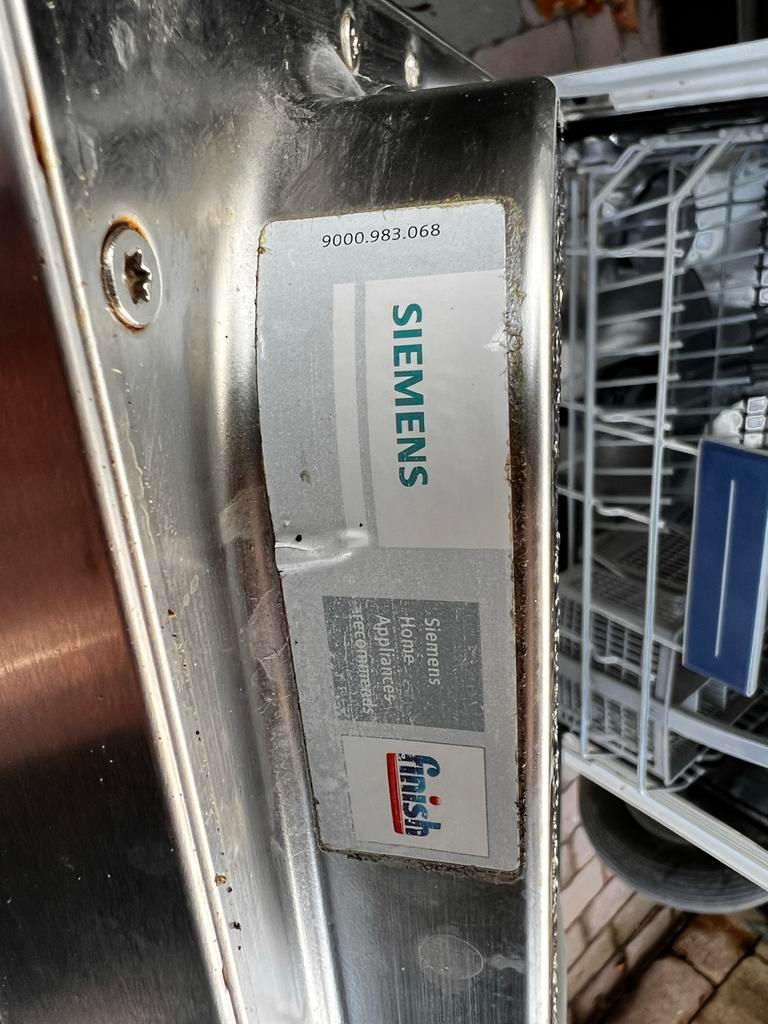 9000.983.068
SIEMENS
Siemens
Home
Appliances
recommends
finish